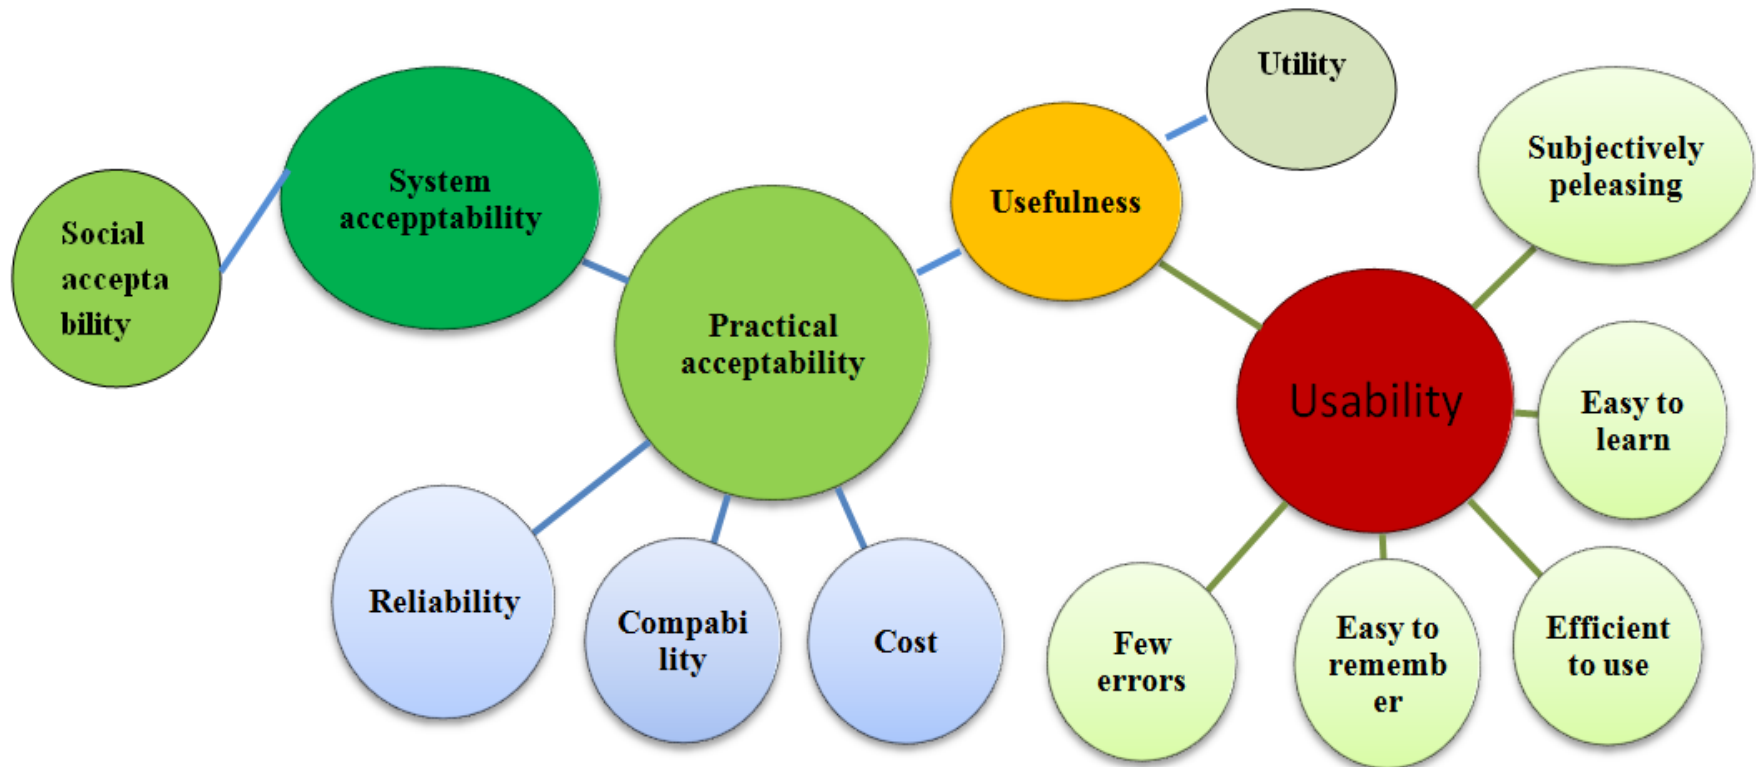 Utility
Subjectively
peleasing
System
accepptability
Usefulness
Social
accepta
bility
Practical
acceptability
Usability
Easy to
learn
Reliability
Compabi
lity
Cost
Few
errors
Easy to
rememb
er
Efficient
to use